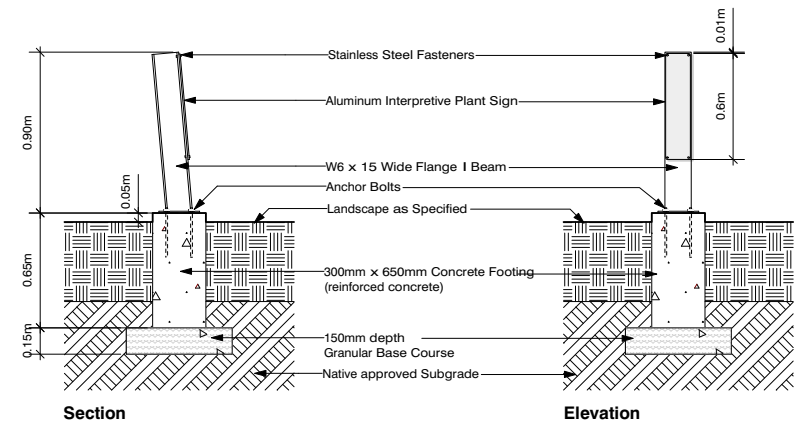 0.01m
Stainless Steel Fasteners
Aluminum Interpretive Plant Sign
0.90m
0.6m
W6 x 15 Wide Flange I Beam
Anchor Bolts
0.05m
Landscape as Specified
0.65m
300mm x 650mm Concrete Footing
(reinforced concrete)
0.15m
150mm depth
Granular Base Course
Native approved Subgrade
Section
Elevation